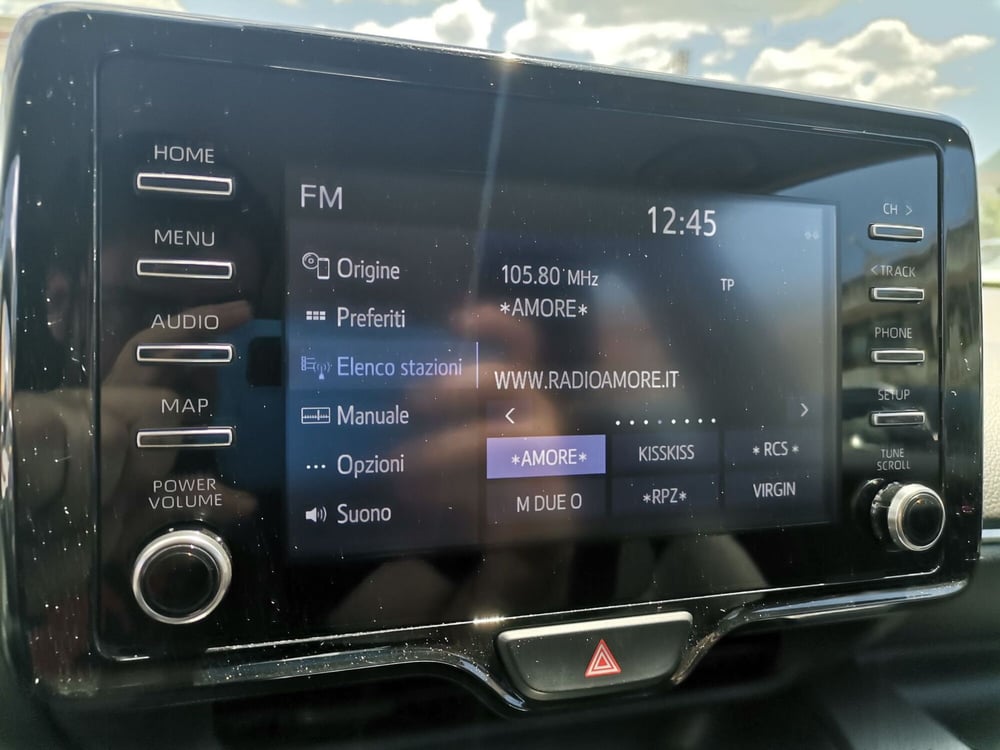 HOME
MENU
AUDIO
MAP
POWER
VOLUME
FM
12:45
Origine
Preferiti
Elenco stazioni
Manuale
Opzioni
Suono
105.80 MHz
TP
*AMORE*
WWW.RADIOAMORE.IT
< >
*AMORE* KISSKISS * RCS *
M DUE O *RPZ* VIRGIN
CH >
< TRACK
PHONE
SETUP
TUNE
SCROLL